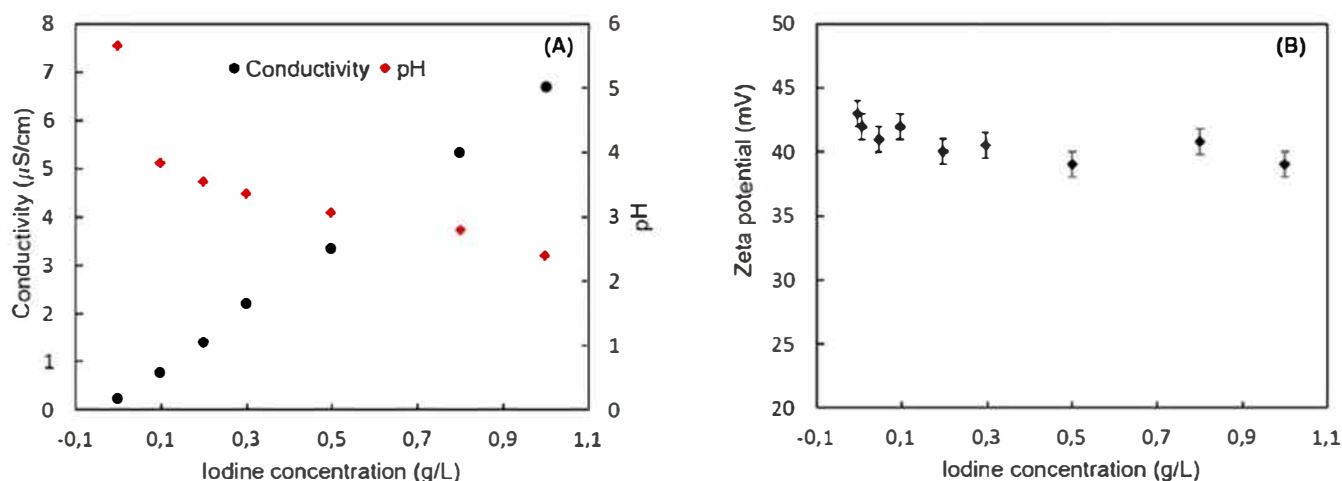 (A)
Conductivity pH
8
7
6
5
4
3
2
1
0
Conductivity (μS/cm)
6
5
4
3
2
1
0
pH
-0,1 0,1 0,3 0,5 0,7 0,9 1,1
Iodine concentration (g/L)
(B)
50
45
40
35
30
25
20
Zeta potential (mV)
-0,1 0,1 0,3 0,5 0,7 0,9 1,1
Iodine concentration (g/L)